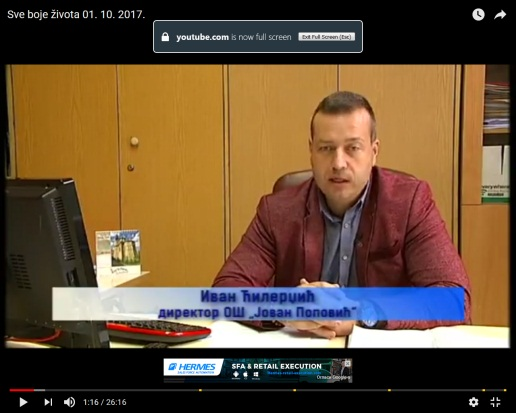 Sve boje života 01. 10. 2017.
youtube.com is now full screen
Exit Full Screen (Esc)
Иван Ћилерџић
директор ОШ „Јован Поповић“
HERMES
SFA & RETAIL EXECUTION
1:16 / 26:16